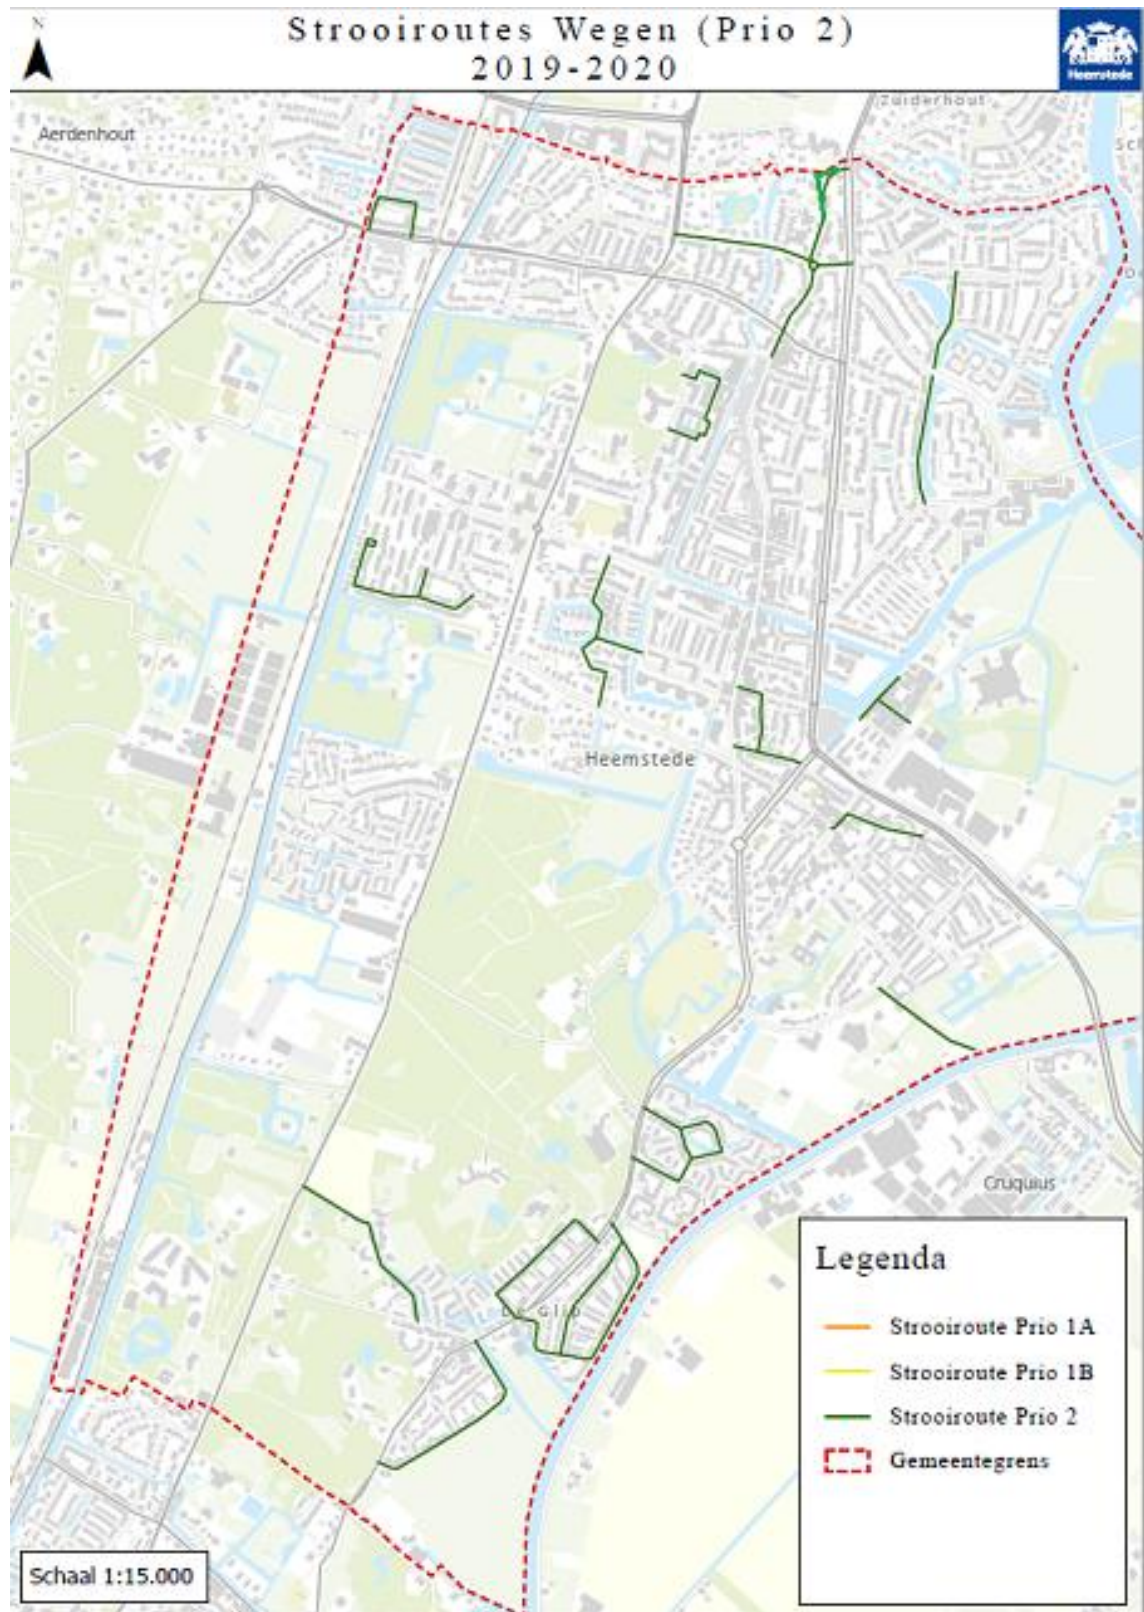 N
Strooiroutes Wegen (Prio 2)
2019-2020
Heemstede
Zuiderhout
Aerdenhout
Sch
Heemstede
Cruquius
De Glip
Legenda
Strooiroute Prio 1A
Strooiroute Prio 1B
Strooiroute Prio 2
Gemeentegrens
Schaal 1:15.000